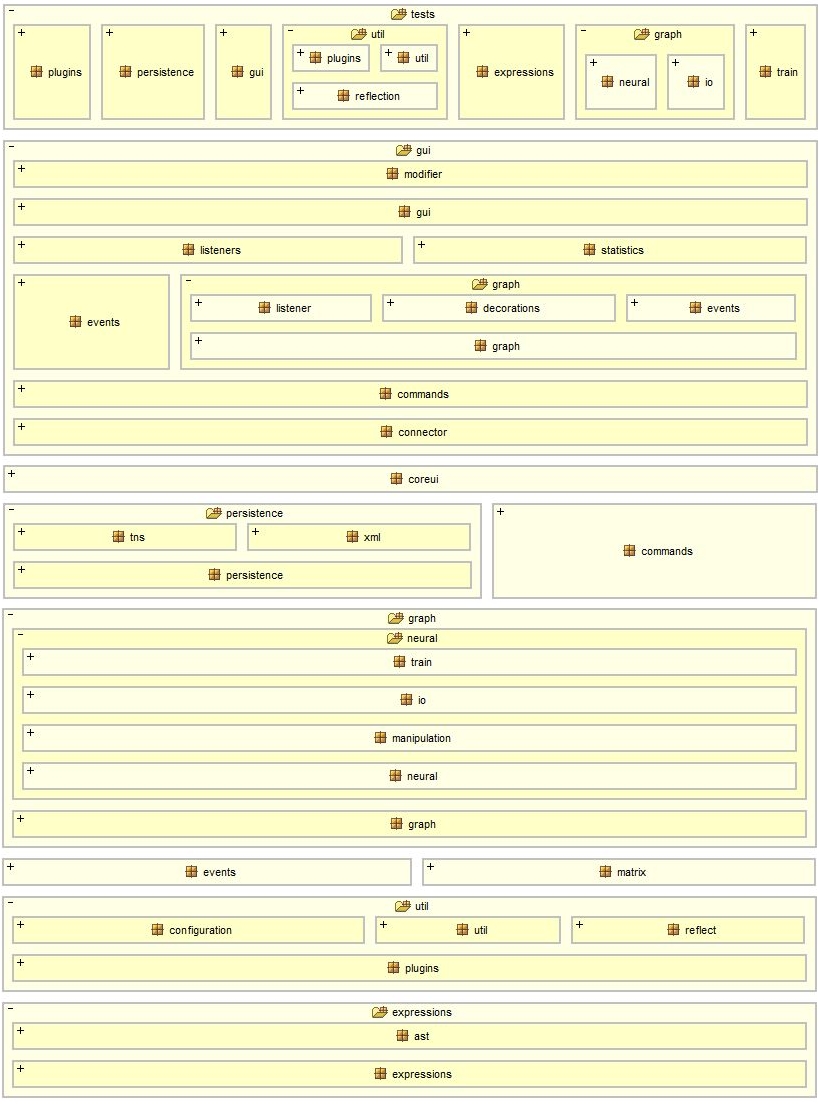 tests
plugins
persistence
gui
util
plugins
util
reflection
expressions
graph
neural
io
train
gui
modifier
gui
listeners
statistics
events
graph
listener
decorations
events
graph
commands
connector
coreui
persistence
tns
xml
persistence
commands
graph
neural
train
io
manipulation
neural
graph
events
matrix
util
configuration
util
reflect
plugins
expressions
ast
expressions